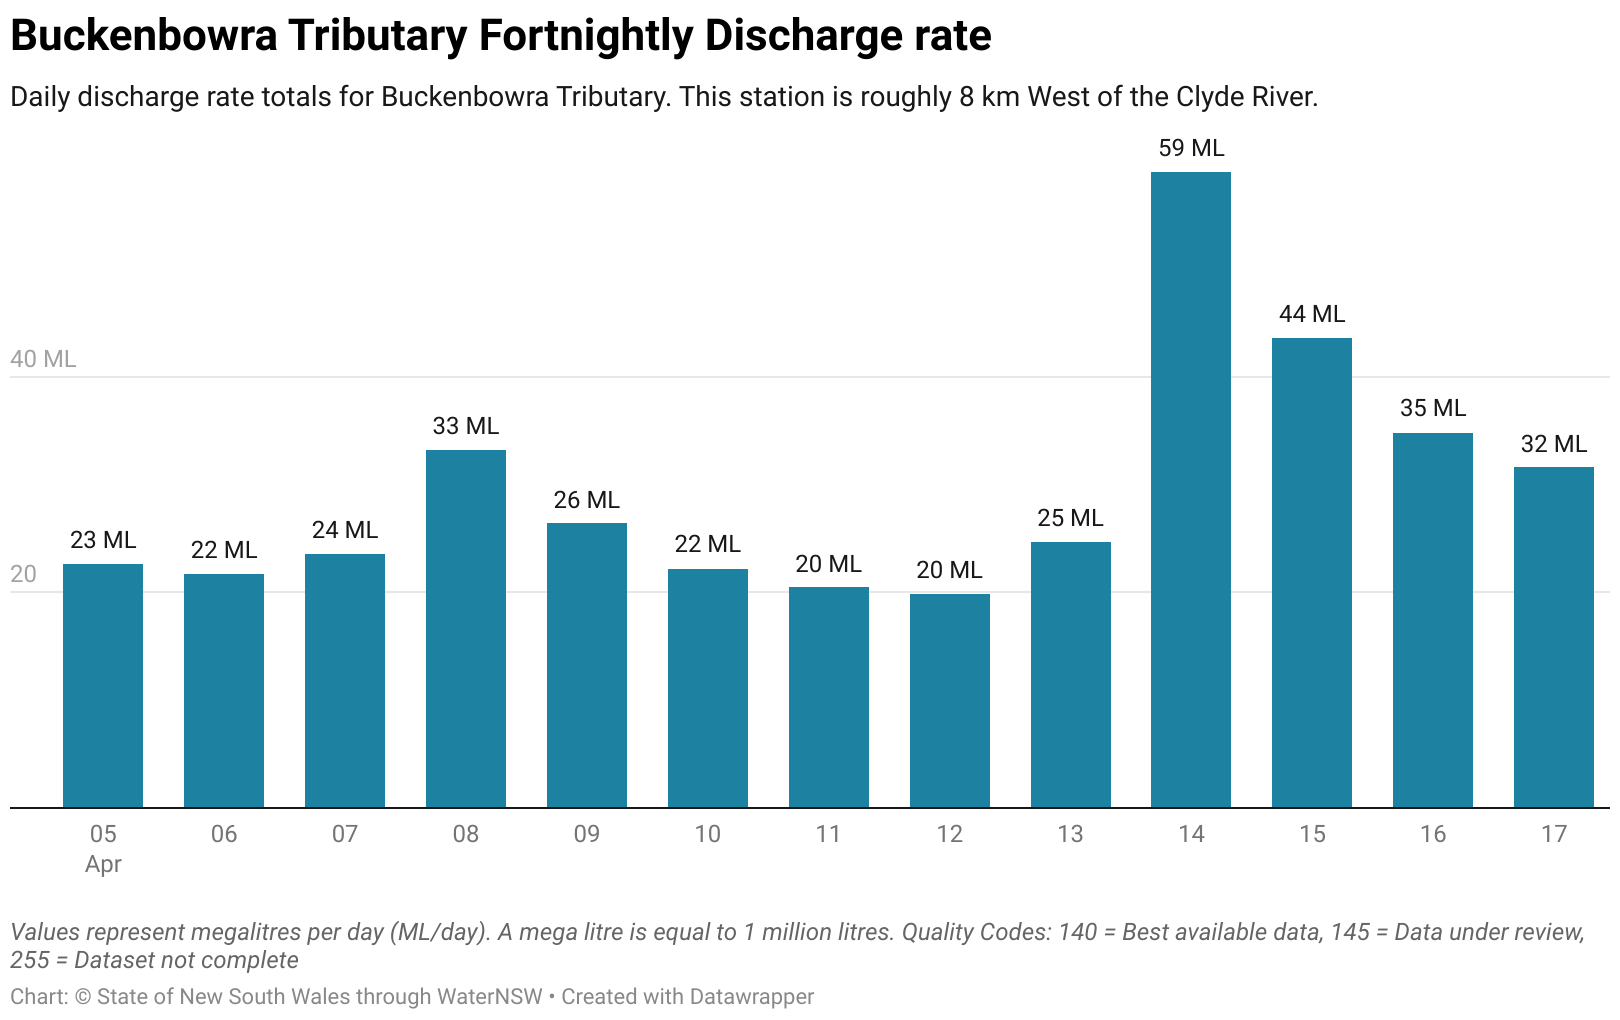 Buckenbowra Tributary Fortnightly Discharge rate
Daily discharge rate totals for Buckenbowra Tributary. This station is roughly 8 km West of the Clyde River.
59 ML
44 ML
40 ML
35 ML
33 ML
32 ML
26 ML
25 ML
24 ML
23 ML
22 ML
22 ML
20 ML
20 ML
20
05 06 07 08 09 10 11 12 13 14 15 16 17
Apr
Values represent megalitres per day (ML/day). A mega litre is equal to 1 million litres. Quality Codes: 140 = Best available data, 145 = Data under review,
255 = Dataset not complete
Chart: © State of New South Wales through WaterNSW • Created with Datawrapper